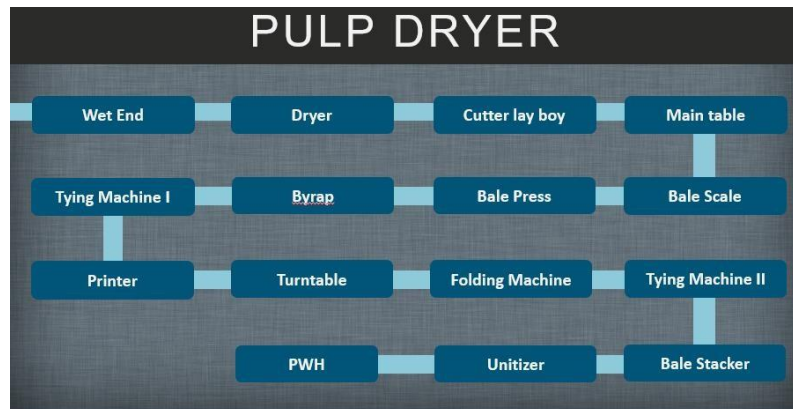 PULP DRYER
Wet End
Dryer
Cutter lay boy
Main table
Tying Machine I
Byrap
Bale Press
Bale Scale
Printer
Turntable
Folding Machine
Tying Machine II
PWH
Unitizer
Bale Stacker